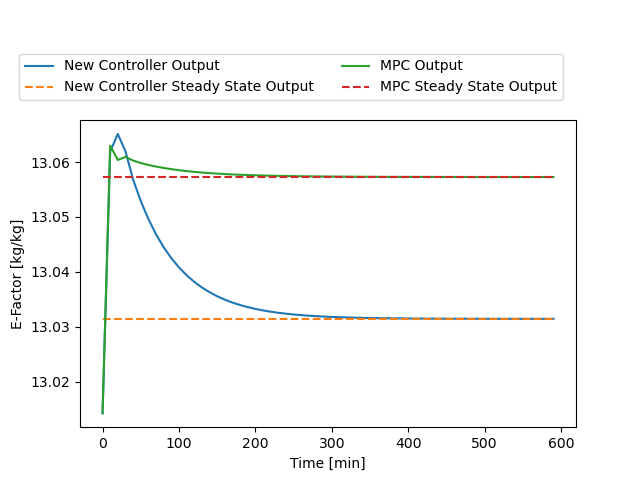 New Controller Output
New Controller Steady State Output
MPC Output
MPC Steady State Output
13.06
13.05
13.04
13.03
13.02
E-Factor [kg/kg]
0 100 200 300 400 500 600
Time [min]